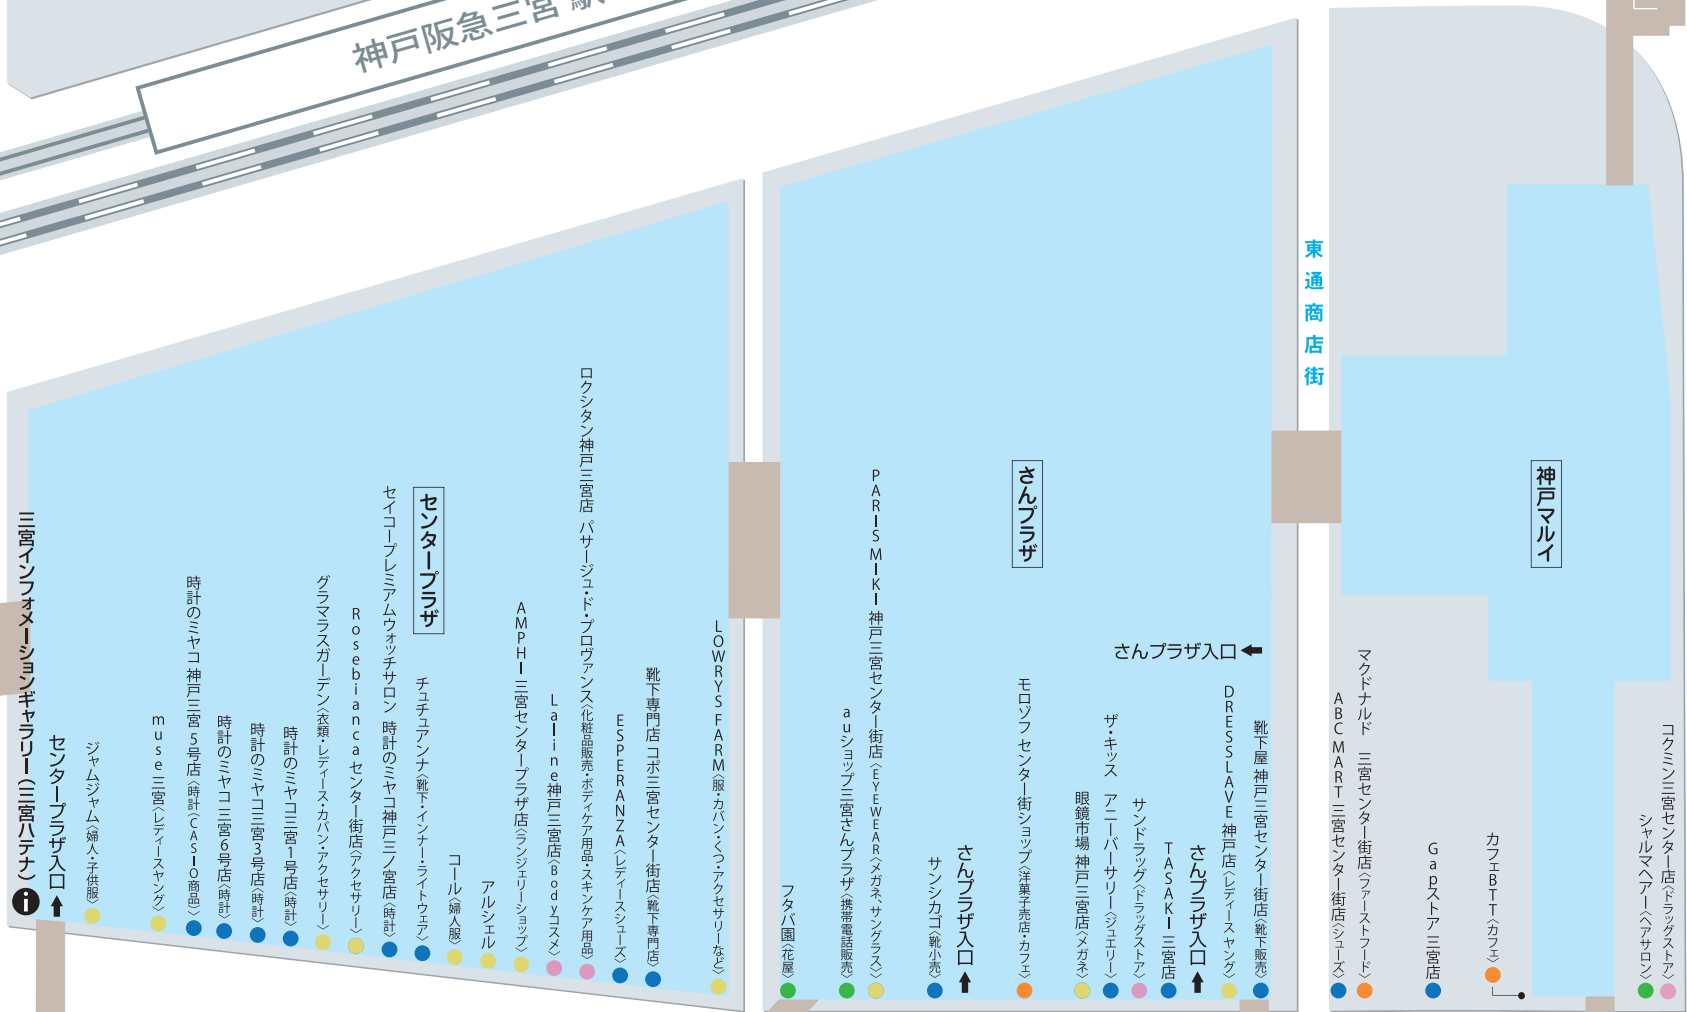 神戸阪急三宮 駅
東通商店街
センタープラザ
さんプラザ
神戸マルイ
三宮インフォメーションギャラリー（三宮ハテナ）
i
センタープラザ入口
ジャムジャム〈婦人・子供服〉
muse 三宮〈レディースヤング〉
時計のミヤコ 神戸三宮 5号店〈時計（CASIO商品）〉
時計のミヤコ 三宮6号店〈時計〉
時計のミヤコ三宮3号店〈時計〉
時計のミヤコ三宮1号店〈時計〉
グラマラスガーデン〈衣類・レディース・カバン・アクセサリー〉
Rosebianca センター街店〈アクセサリー〉
セイコープレミアムウォッチサロン 時計のミヤコ神戸三ノ宮店〈時計〉
チュチュアンナ〈靴下・インナー・ライトウェア〉
コール〈婦人服〉
アルシェル
AMPHI 三宮センタープラザ店〈ランジェリーショップ〉
Laline神戸三宮店〈Bodyコスメ〉
ロクシタン神戸三宮店 パサージュ・ド・プロヴァンス〈化粧品販売・ボディケア用品・スキンケア用品〉
ESPERANZA〈レディースシューズ〉
靴下専門店 コポ三宮センター街店〈靴下専門店〉
LOWRYS FARM〈服・カバン・くつ・アクセサリーなど〉
フタバ園〈花屋〉
auショップ三宮さんプラザ〈携帯電話販売〉
PARIS MIKI 神戸三宮センター街店〈EYEWEAR〈メガネ、サングラス〉〉
サンシカゴ〈靴小売〉
さんプラザ入口
モロゾフ センター街ショップ〈洋菓子売店・カフェ〉
眼鏡市場 神戸三宮店〈メガネ〉
ザ・キッス アニーバーサリー〈ジュエリー〉
サンドラッグ〈ドラッグストア〉
TASAKI 三宮店
さんプラザ入口
DRESSLAVE 神戸店〈レディースヤング〉
靴下屋 神戸三宮センター街店〈靴下販売〉
さんプラザ入口
ABC MART 三宮センター街店〈シューズ〉
マクドナルド 三宮センター街店〈ファーストフード〉
Gapストア 三宮店
カフェBTT〈カフェ〉
シャルマヘアー〈ヘアサロン〉
コクミン三宮センター店〈ドラッグストア〉